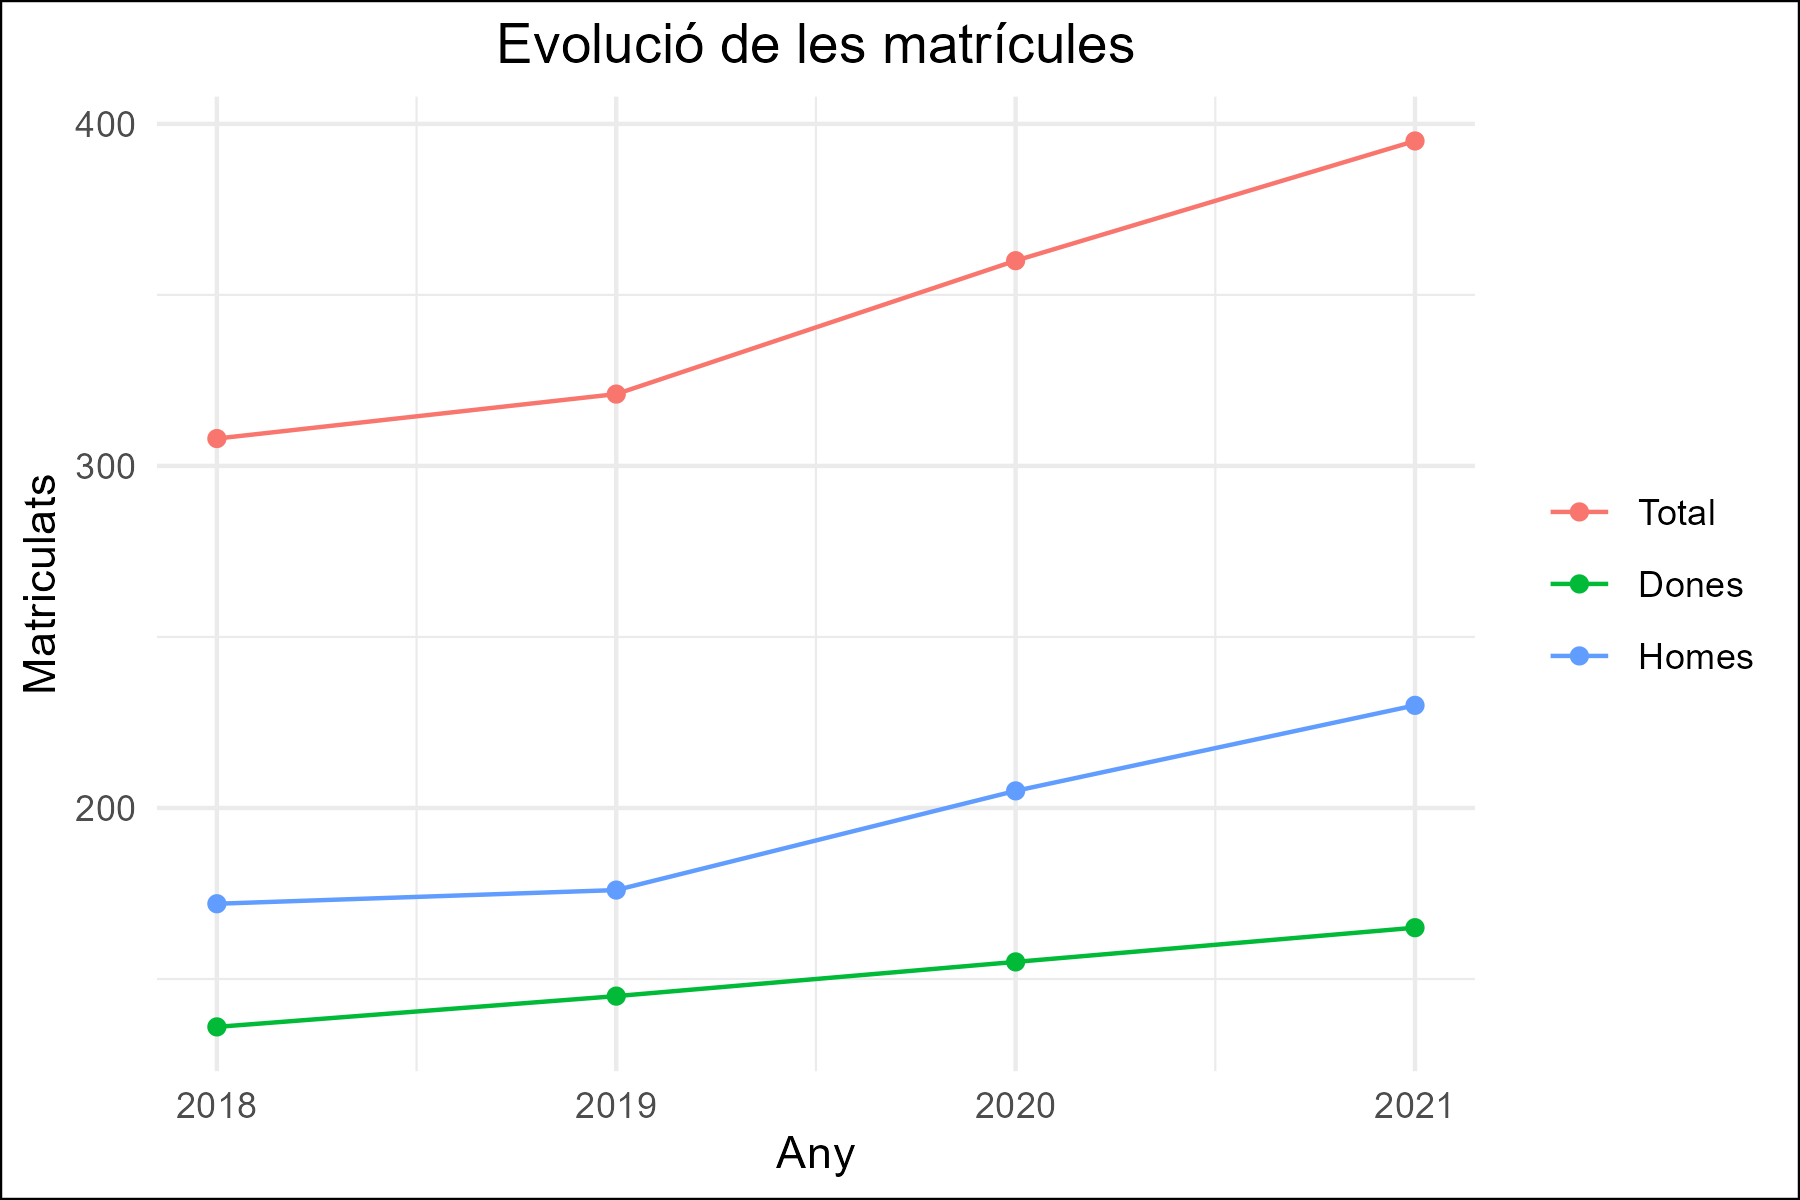 Evolució de les matrícules
400
300
200
Matriculats
2018
2019
2020
2021
Any
Total
Dones
Homes